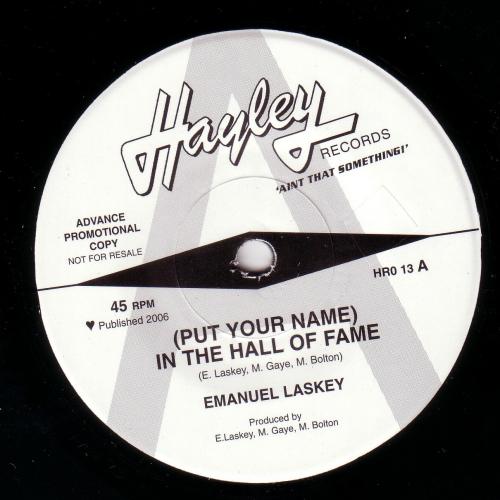 Hayley
RECORDS
'AINT THAT SOMETHING!'
ADVANCE
PROMOTIONAL
COPY
NOT FOR RESALE
HR0 13 A
45 RPM
♥ Published 2006
(PUT YOUR NAME)
IN THE HALL OF FAME
(E. Laskey, M. Gaye, M. Bolton)
EMANUEL LASKEY
Produced by
E.Laskey, M. Gaye, M. Bolton